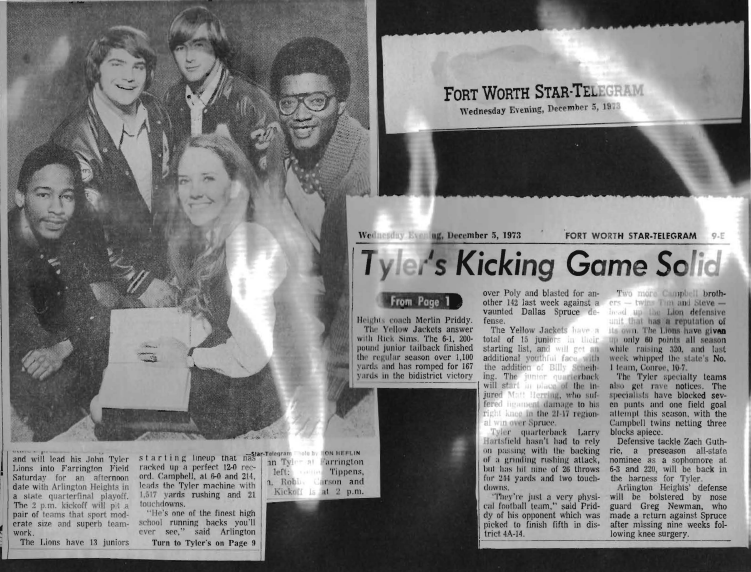 FORT WORTH STAR-TELEGRAM
Wednesday Evening, December 5, 1973
Wednesday Evening, December 5, 1973 FORT WORTH STAR-TELEGRAM 9-E
Tyler's Kicking Game Solid
From Page 1
Heights coach Merlin Priddy.
The Yellow Jackets answer
with Rick Sims. The 6-1, 200-
pound junior tailback finished
the regular season over 1,100
yards and has romped for 167
yards in the bidistrict victory
over Poly and blasted for an-
other 142 last week against a
vaunted Dallas Spruce de-
fense.
The Yellow Jackets have a
total of 15 juniors in their
starting list, and will get an
additional youthful face with
the addition of Billy
ing. The junior quarterback
will start in place of the in-
jured Matt Herring, who suf-
fered ligament damage to his
right knee in the 21-17 region-
al win over Spruce.
Tyler quarterback Larry
Hartsfield hasn't had to rely
on passing with the backing
of a grinding rushing attack,
but has hit nine of 26 throws
for 244 yards and two touch-
downs.
"They're just a very physi-
cal football team," said Prid-
dy of his opponent which was
picked to finish fifth in dis-
trict 4A-14.
Two more Campbell broth-
ers — twins Tim and Steve —
head up the Lion defensive
unit that has a reputation of
its own. The Lions have given
up only 60 points all season
while raising 330, and last
week whipped the state's No.
1 team, Conroe, 10-7.
The Tyler specialty teams
also get rave notices. The
specialists have blocked sev-
en punts and one field goal
attempt this season, with the
Campbell twins netting three
blocks apiece.
Defensive tackle Zach Guth-
rie, a preseason all-state
nominee as a sophomore at
6-3 and 220, will be back in
the harness for Tyler.
Arlington Heights' defense
will be bolstered by nose
guard Greg Newman, who
made a return against Spruce
after missing nine weeks fol-
lowing knee surgery.
Star-Telegram Photo by RON HEFLIN
and will lead his John Tyler
Lions into Farrington Field
Saturday for an afternoon
date with Arlington Heights in
a state quarterfinal playoff.
The 2 p.m. kickoff will pit a
pair of teams that sport mod-
erate size and superb team-
work.
The Lions have 13 juniors
starting lineup that has
racked up a perfect 12-0 rec-
ord. Campbell, at 6-0 and 214,
leads the Tyler machine with
1,517 yards rushing and 21
touchdowns.
"He's one of the finest high
school running backs you'll
ever see," said Arlington
Turn to Tyler's on Page 9
Tyler at Farrington
left: Tippens,
Carson and
Kickoff is at 2 p.m.